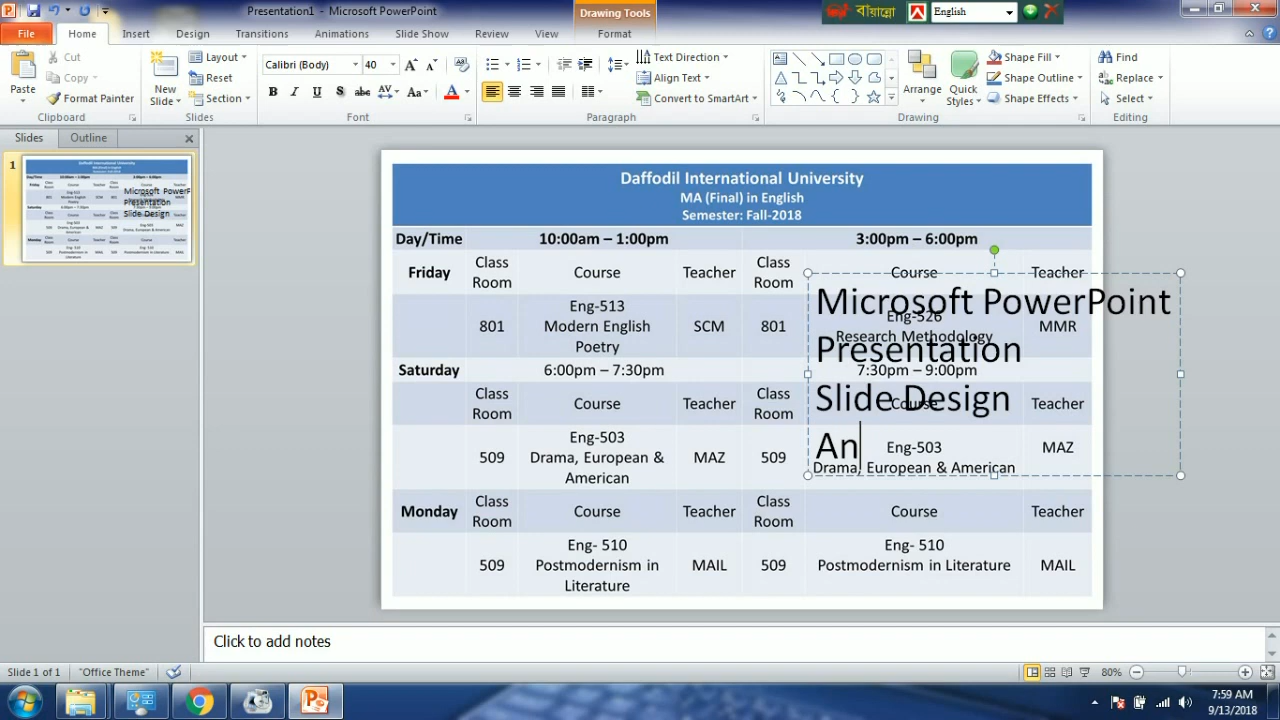 Presentation1 - Microsoft PowerPoint
Drawing Tools
বায়ান্নো
English
File
Home
Insert
Design
Transitions
Animations
Slide Show
Review
View
Format
Paste
Cut
Copy
Format Painter
Clipboard
New Slide
Layout
Reset
Section
Slides
Calibri (Body)
40
Font
Text Direction
Align Text
Convert to SmartArt
Paragraph
Arrange
Quick Styles
Shape Fill
Shape Outline
Shape Effects
Drawing
Find
Replace
Select
Editing
Slides
Outline
1
Daffodil International University
MA (Final) in English
Semester: Fall-2018
Day/Time 10:00am – 1:00pm 3:00pm – 6:00pm
Friday Class Room Course Teacher Class Room Course Teacher
801 Eng-513 Modern English Poetry SCM 801 Eng-526 Research Methodology MMR
Saturday 6:00pm – 7:30pm 7:30pm – 9:00pm
Class Room Course Teacher Class Room Course Teacher
509 Eng-503 Drama, European & American MAZ 509 Eng-503 Drama, European & American MAZ
Monday Class Room Course Teacher Class Room Course Teacher
509 Eng- 510 Postmodernism in Literature MAIL 509 Eng- 510 Postmodernism in Literature MAIL
Microsoft PowerPoint
Presentation
Slide Design
An
Click to add notes
Slide 1 of 1
"Office Theme"
80%
7:59 AM
9/13/2018